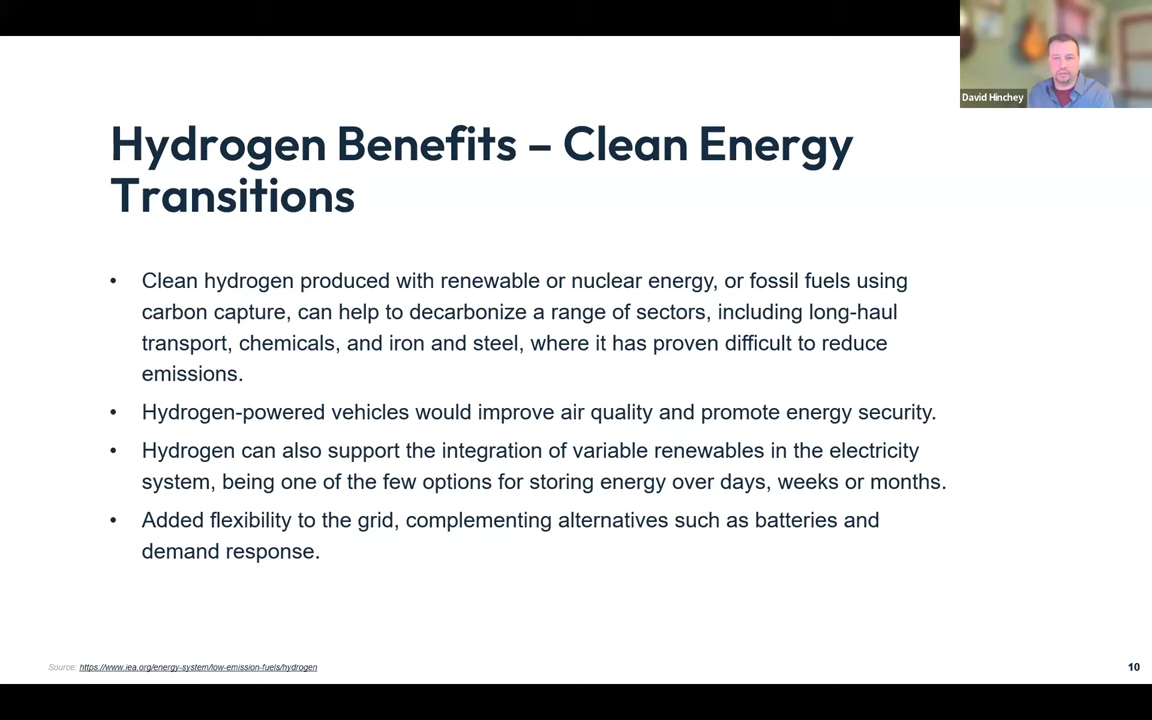 David Hinchey
Hydrogen Benefits – Clean Energy
Transitions
• Clean hydrogen produced with renewable or nuclear energy, or fossil fuels using
carbon capture, can help to decarbonize a range of sectors, including long-haul
transport, chemicals, and iron and steel, where it has proven difficult to reduce
emissions.
• Hydrogen-powered vehicles would improve air quality and promote energy security.
• Hydrogen can also support the integration of variable renewables in the electricity
system, being one of the few options for storing energy over days, weeks or months.
• Added flexibility to the grid, complementing alternatives such as batteries and
demand response.
Source: https://www.iea.org/energy-system/low-emission-fuels/hydrogen
10